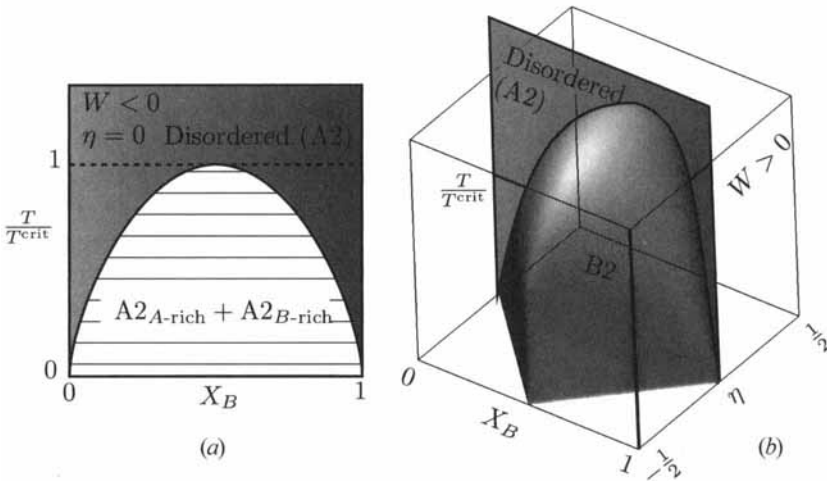 W < 0
η = 0 Disordered (A2)
1
T
T^crit
A2_A-rich + A2_B-rich
0
0
X_B
1
(a)
Disordered
(A2)
T
T^crit
W > 0
B2
0
X_B
1
-1/2
η
1/2
(b)